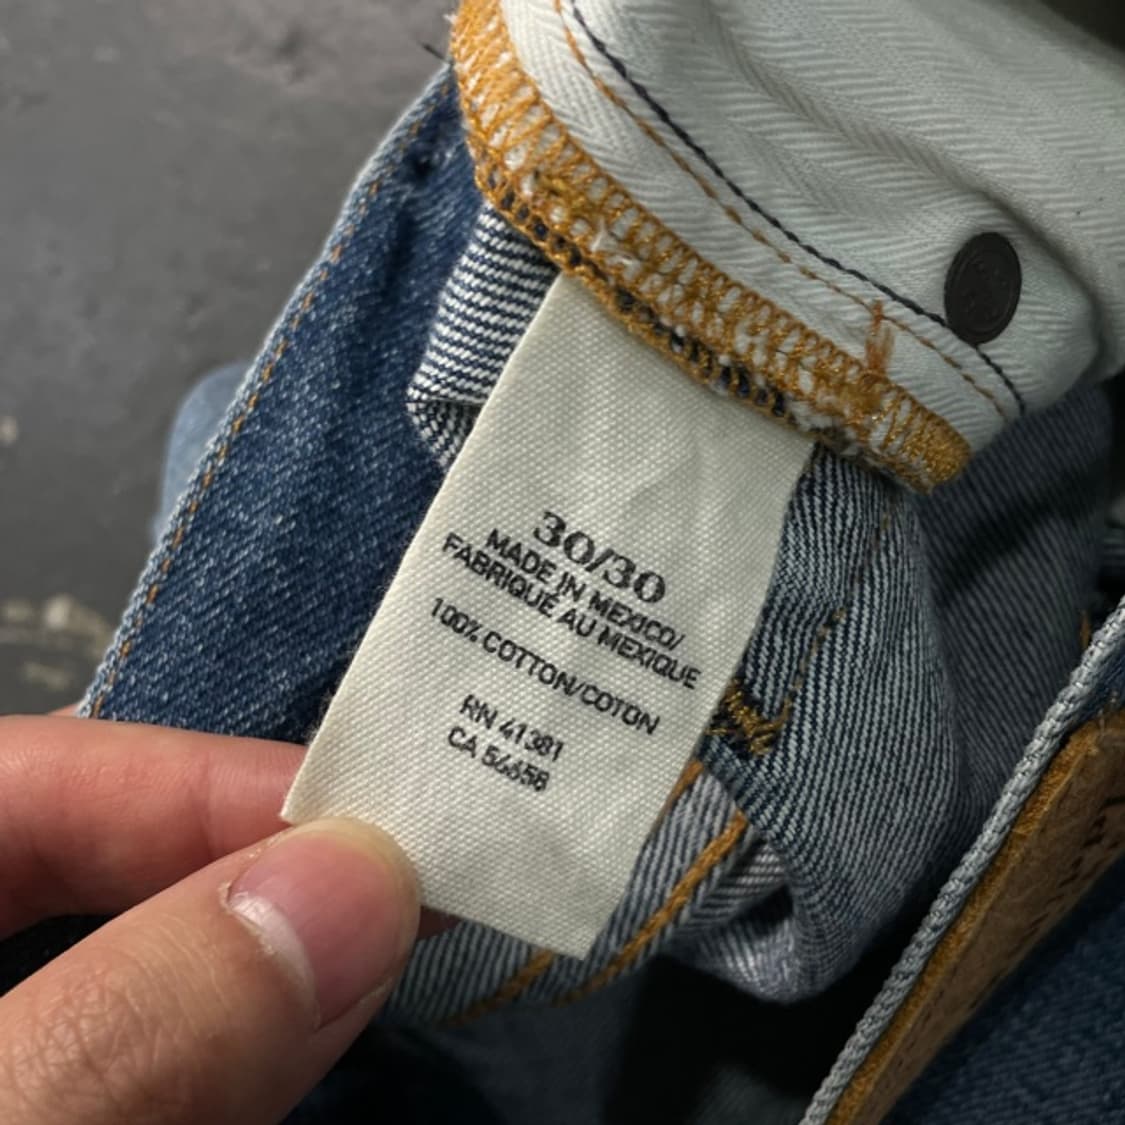 30/30
MADE IN MEXICO/
FABRIQUÉ AU MEXIQUE
100% COTTON/COTON
RN 41381
CA 56658